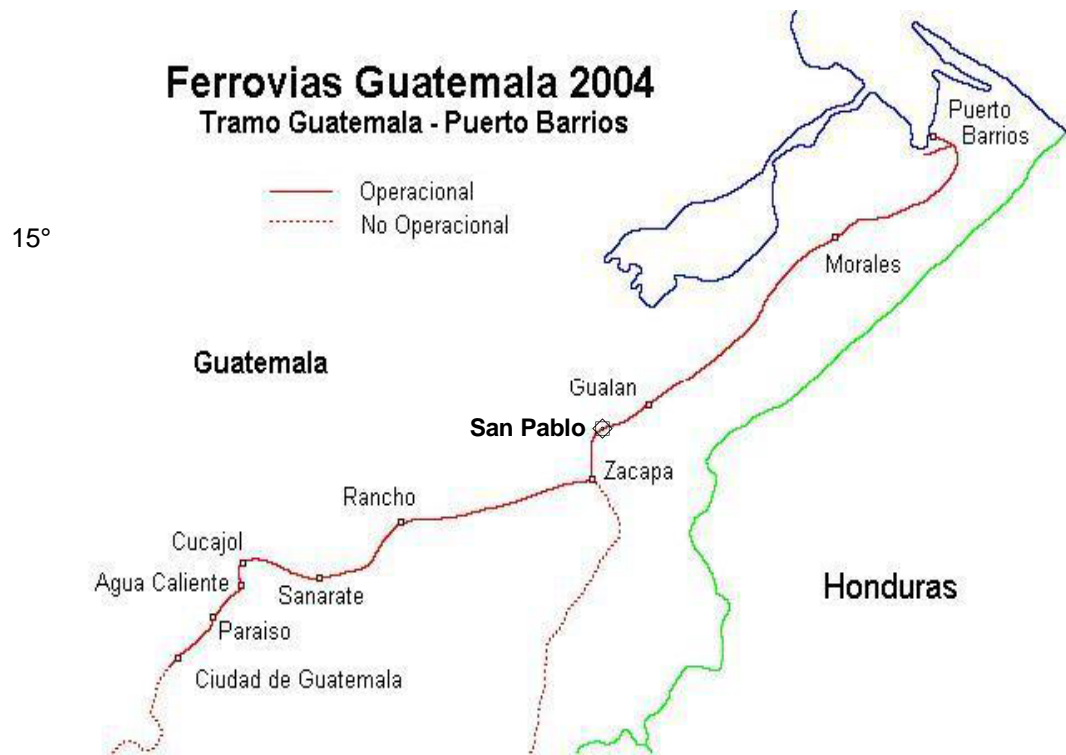 Ferrovias Guatemala 2004
Tramo Guatemala - Puerto Barrios
Operacional
No Operacional
15°
Puerto
Barrios
Morales
Guatemala
Gualan
San Pablo
Zacapa
Rancho
Cucajol
Agua Caliente
Sanarate
Honduras
Paraiso
Ciudad de Guatemala